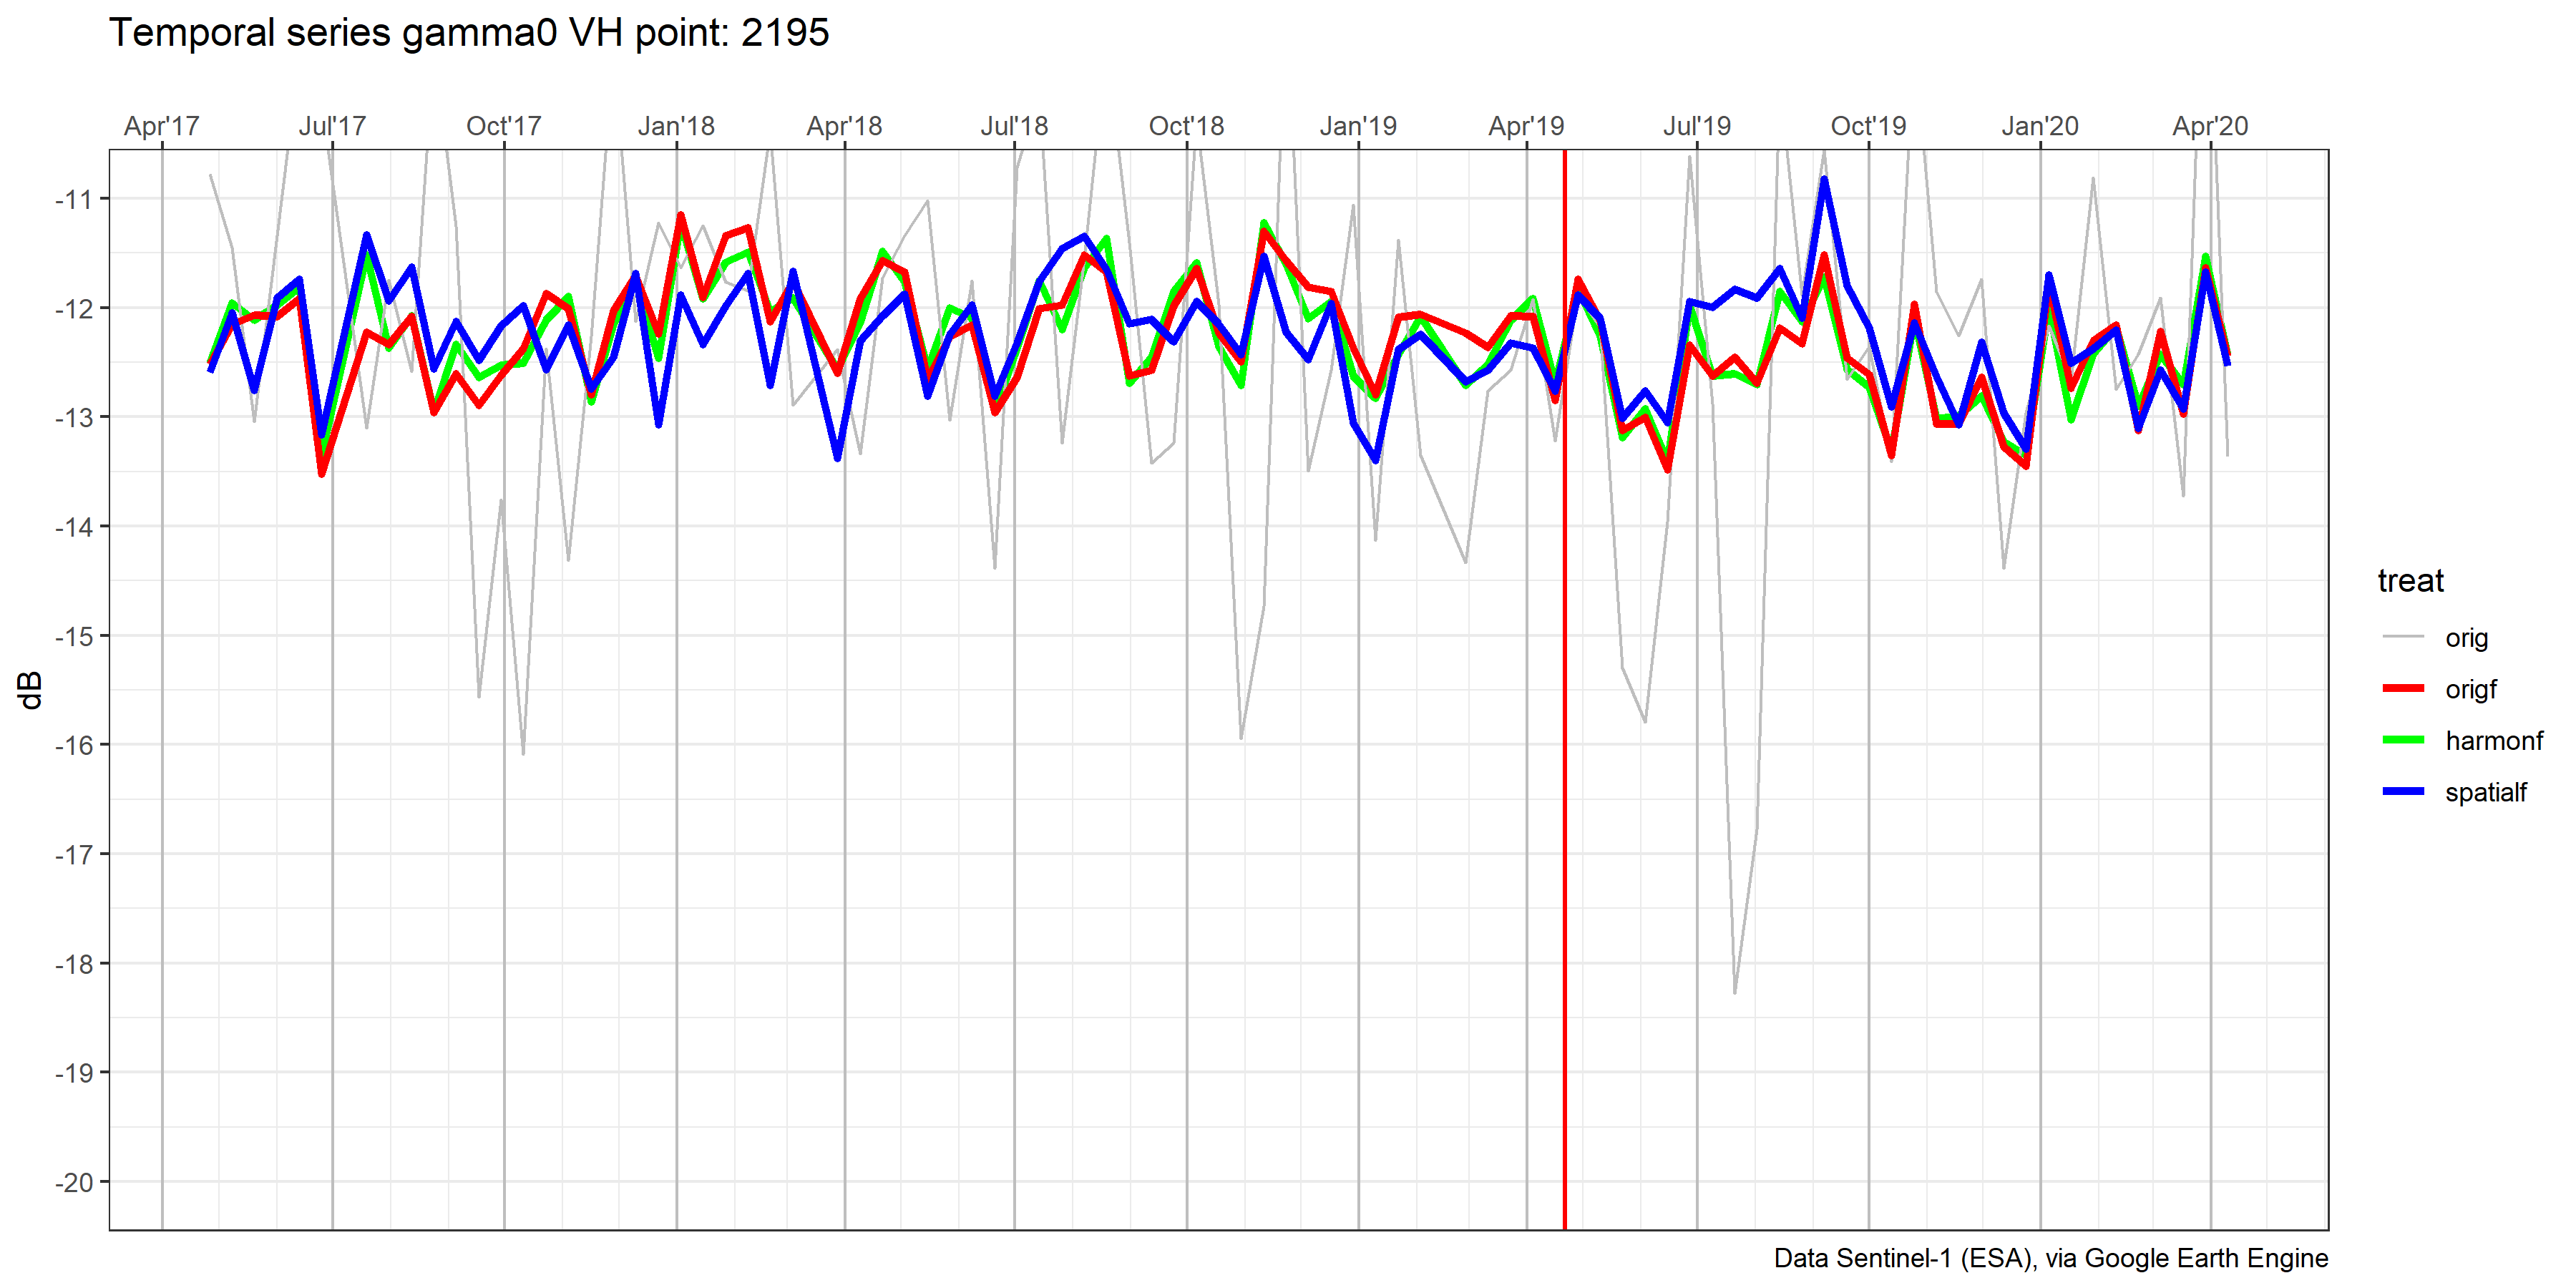 Temporal series gamma0 VH point: 2195
Apr'17 Jul'17 Oct'17 Jan'18 Apr'18 Jul'18 Oct'18 Jan'19 Apr'19 Jul'19 Oct'19 Jan'20 Apr'20
-11
-12
-13
-14
-15
-16
-17
-18
-19
-20
dB
treat
orig
origf
harmonf
spatialf
Data Sentinel-1 (ESA), via Google Earth Engine